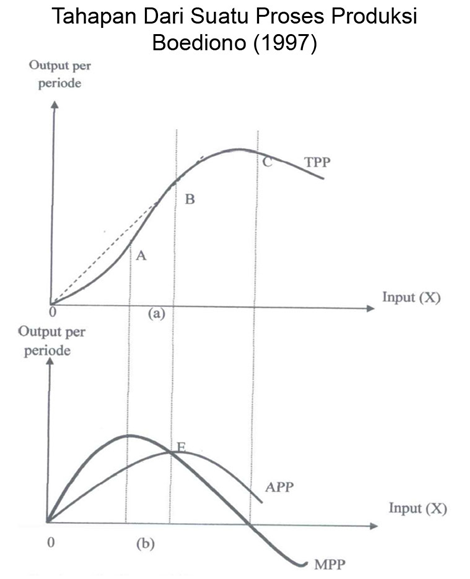 Tahapan Dari Suatu Proses Produksi
Boediono (1997)
Output per
periode
C
TPP
B
A
Input (X)
0
(a)
Output per
periode
E
APP
Input (X)
0
(b)
MPP